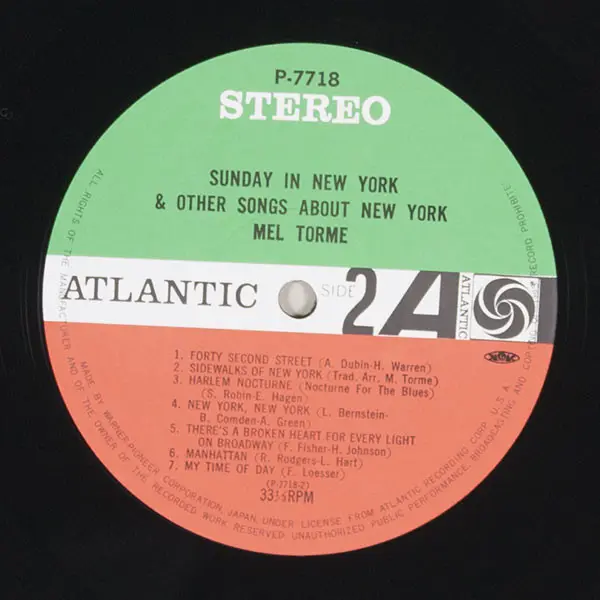 P-7718
STEREO
SUNDAY IN NEW YORK
& OTHER SONGS ABOUT NEW YORK
MEL TORME
ATLANTIC
SIDE 2
A
ATLANTIC
1. FORTY SECOND STREET (A. Dubin-H. Warren)
2. SIDEWALKS OF NEW YORK (Trad. Arr. M. Torme)
3. HARLEM NOCTURNE (Nocturne For The Blues)
(S. Robin-E. Hagen)
4. NEW YORK, NEW YORK (L. Bernstein-
B. Comden-A. Green)
5. THERE'S A BROKEN HEART FOR EVERY LIGHT
ON BROADWAY (F. Fisher-H. Johnson)
6. MANHATTAN (R. Rodgers-L. Hart)
7. MY TIME OF DAY (F. Loesser)
(P-7718-2)
33⅓RPM
MADE BY WARNER-PIONEER CORPORATION, JAPAN, UNDER LICENSE FROM ATLANTIC RECORDING CORP. U.S.A.
ALL RIGHTS OF THE MANUFACTURER AND OF THE OWNER OF THE RECORDED WORK RESERVED UNAUTHORIZED PUBLIC PERFORMANCE, BROADCASTING AND RECORD PROHIBITE